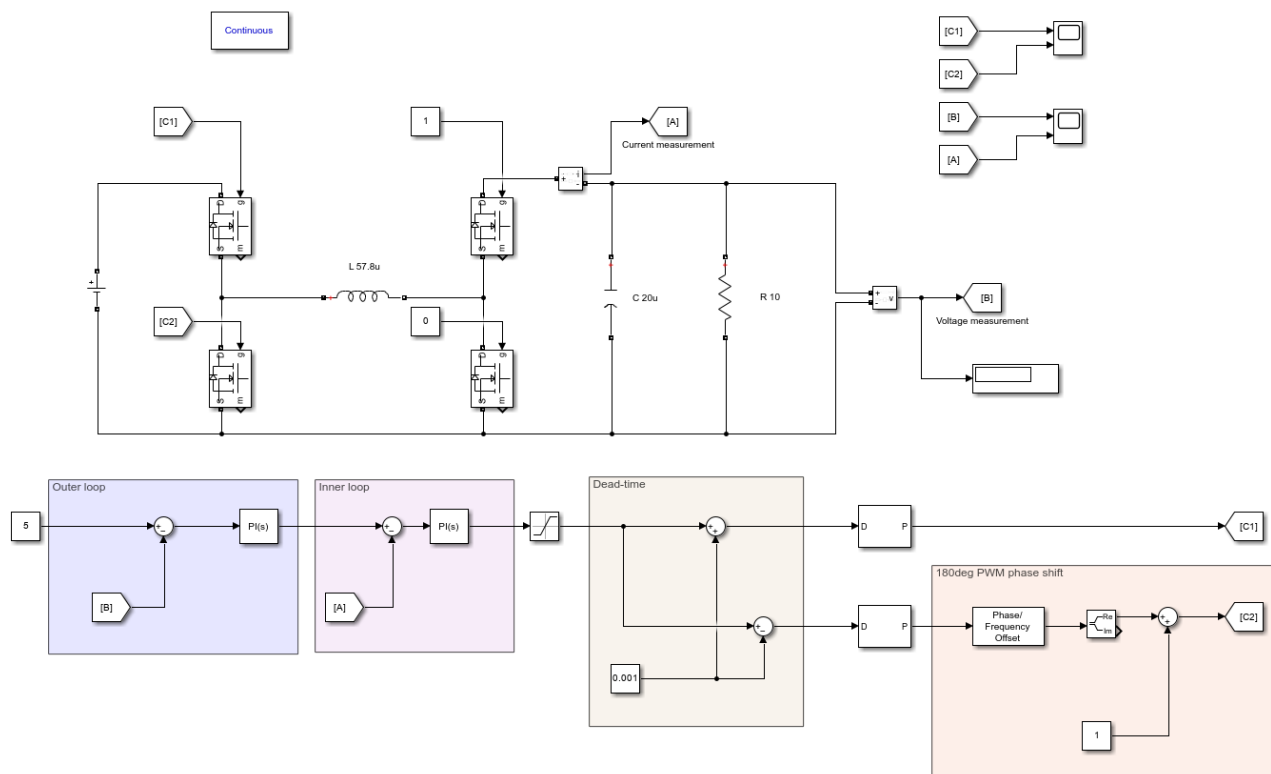 Continuous
[C1]
[C2]
[B]
[A]
[C1]
1
[A]
Current measurement
+
i
-
D
g
S
m
D
g
S
m
L 57.8u
+
C 20u
R 10
+
-
v
[B]
Voltage measurement
[C2]
0
D
g
S
m
D
g
S
m
Outer loop
Inner loop
Dead-time
5
+
-
PI(s)
+
-
PI(s)
+
+
D
P
[C1]
180deg PWM phase shift
[B]
[A]
+
-
D
P
Phase/
Frequency
Offset
Re
Im
+
+
[C2]
0.001
1